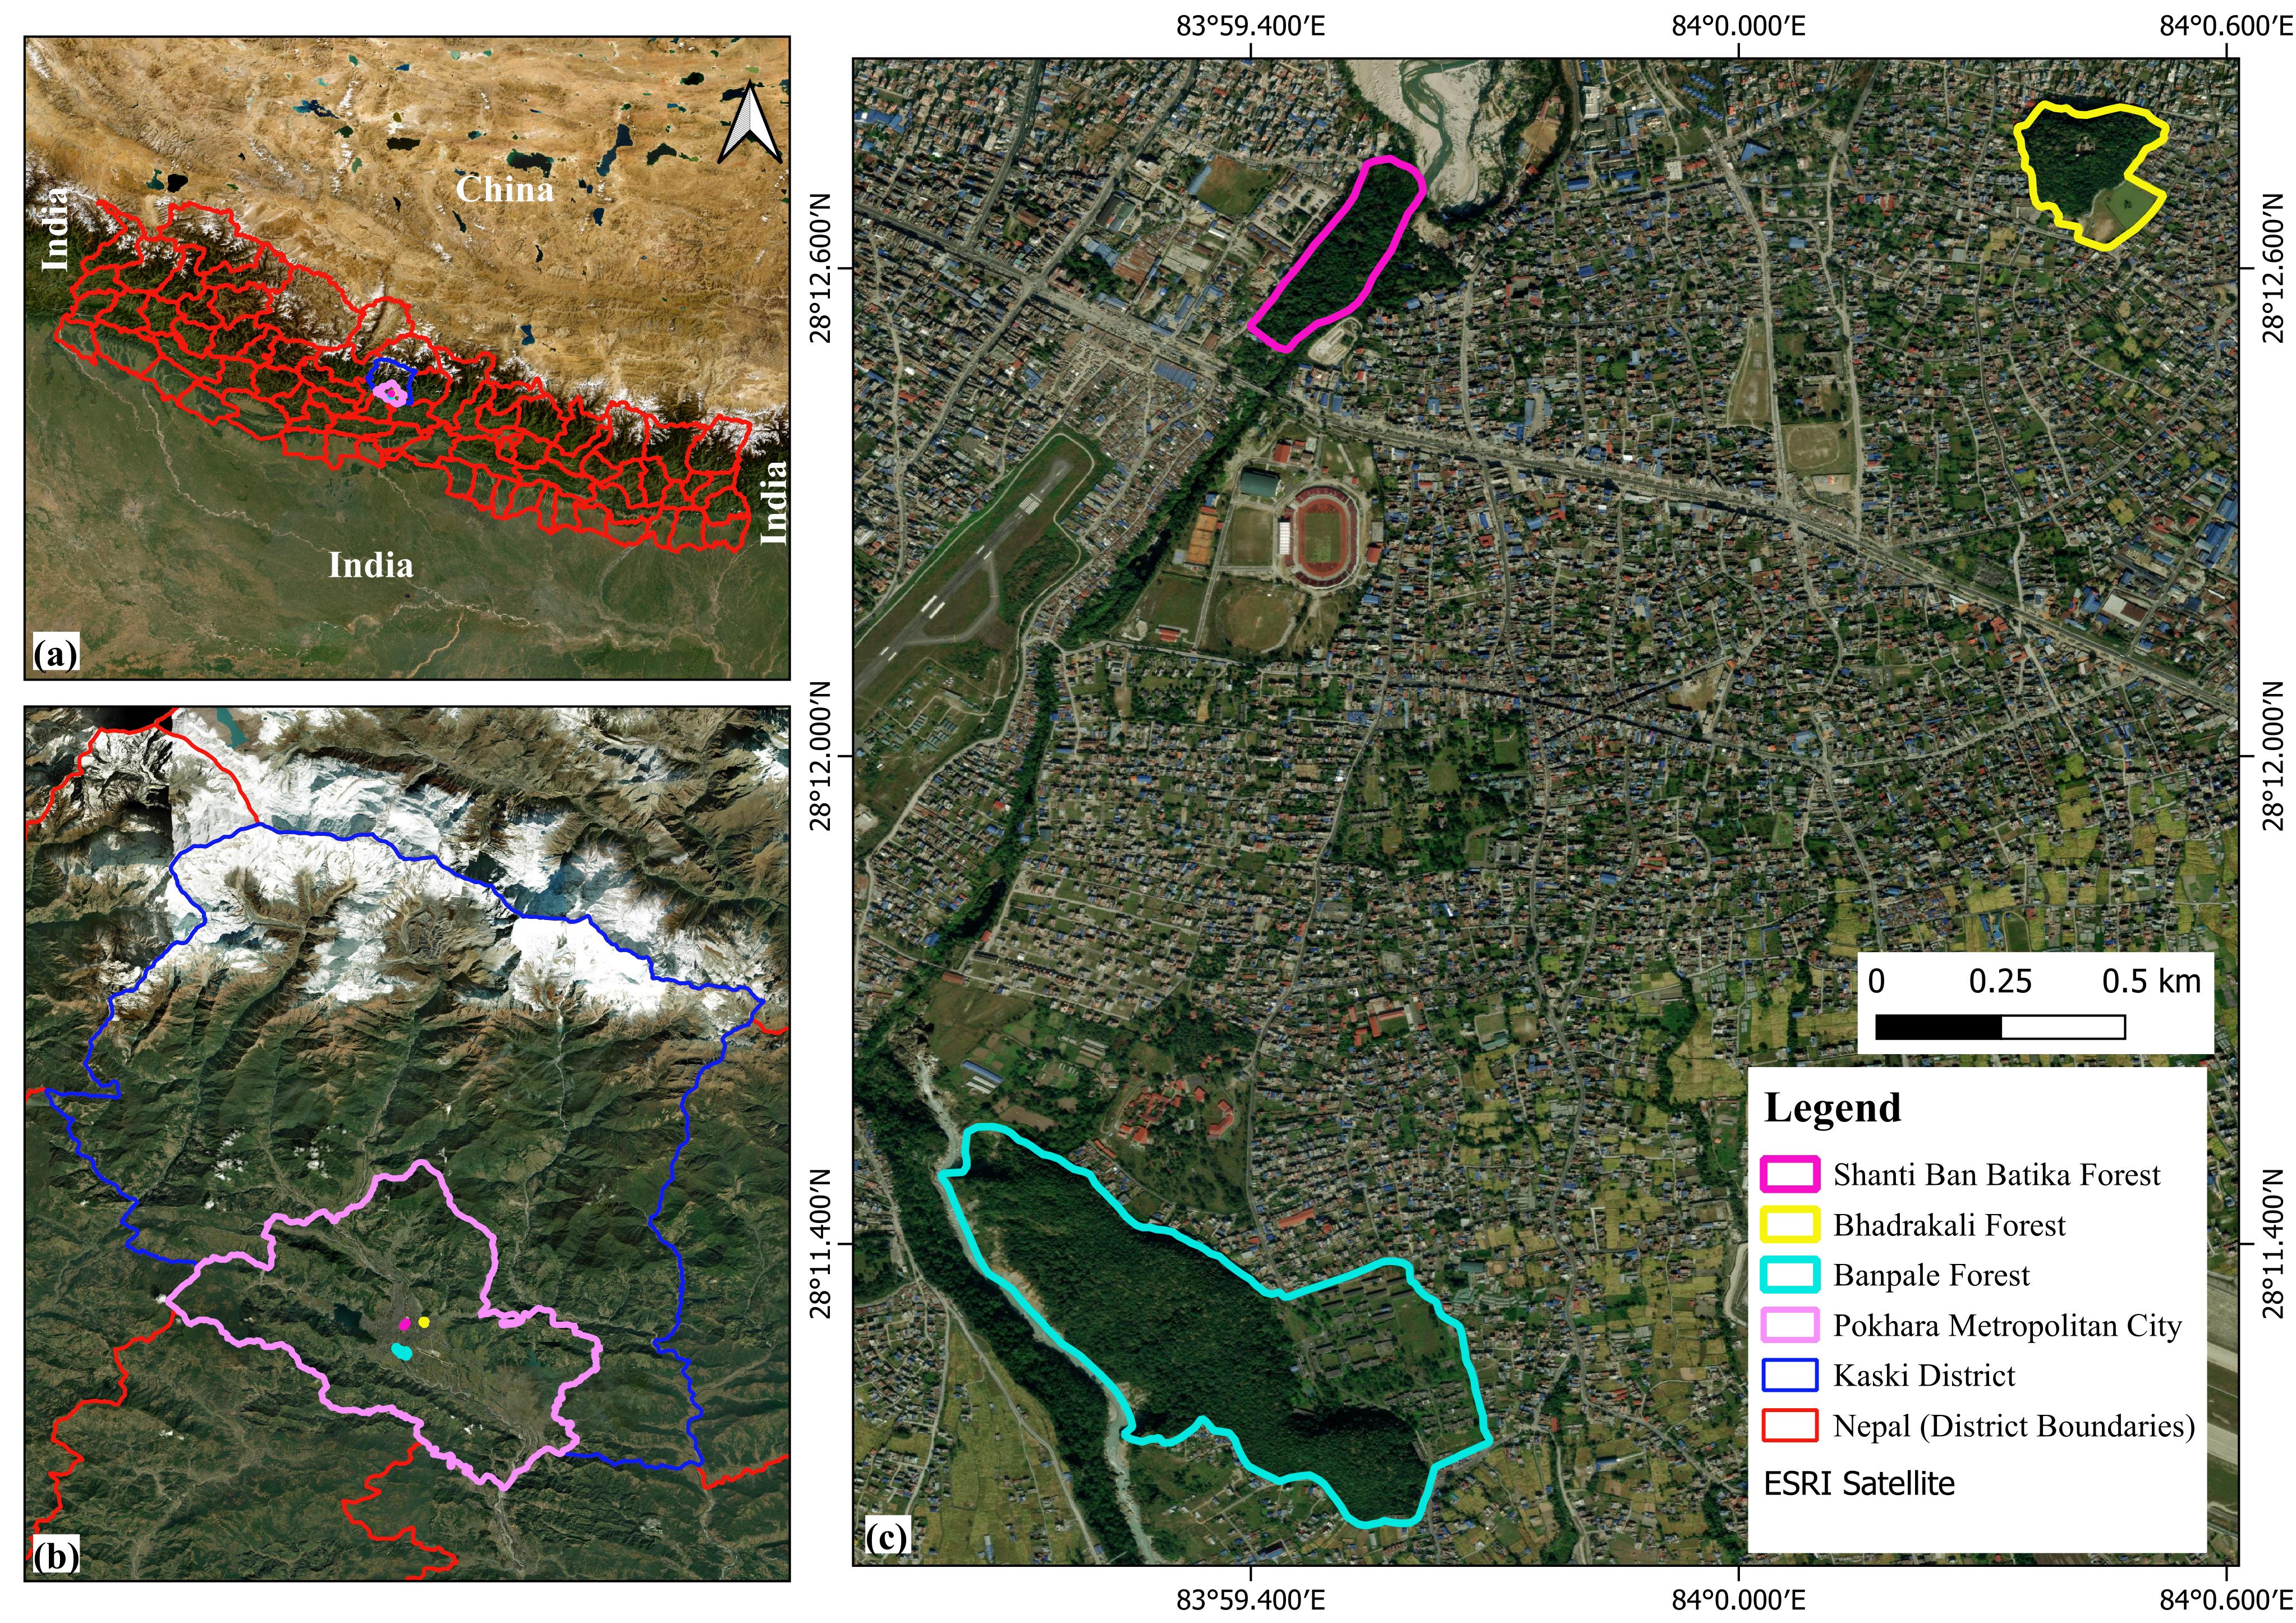 83°59.400′E
84°0.000′E
84°0.600′E
China
India
India
India
(a)
28°12.600′N
28°12.600′N
28°12.000′N
28°12.000′N
0
0.25
0.5 km
Legend
Shanti Ban Batika Forest
Bhadrakali Forest
Banpale Forest
Pokhara Metropolitan City
Kaski District
Nepal (District Boundaries)
ESRI Satellite
28°11.400′N
28°11.400′N
(b)
(c)
83°59.400′E
84°0.000′E
84°0.600′E